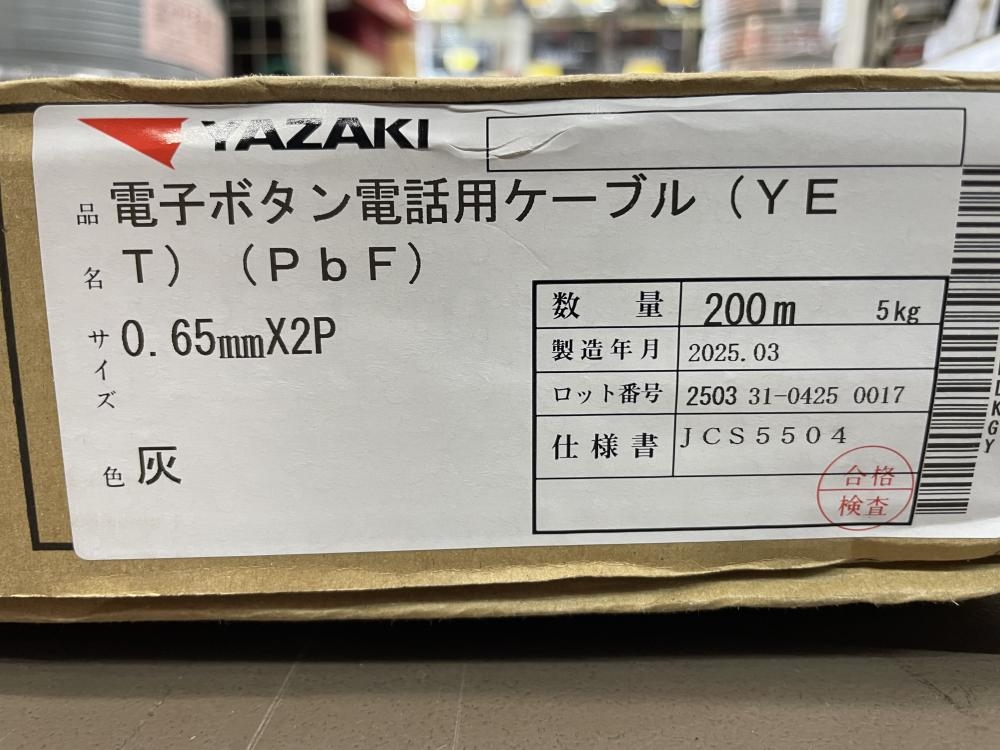 YAZAKI
品名 電子ボタン電話用ケーブル（ＹＥ
Ｔ）（ＰｂＦ）
サイズ 0.65mmX2P
色 灰
数量 200m 5kg
製造年月 2025.03
ロット番号 2503 31-0425 0017
仕様書 ＪＣＳ５５０４
合格
検査
LKGY